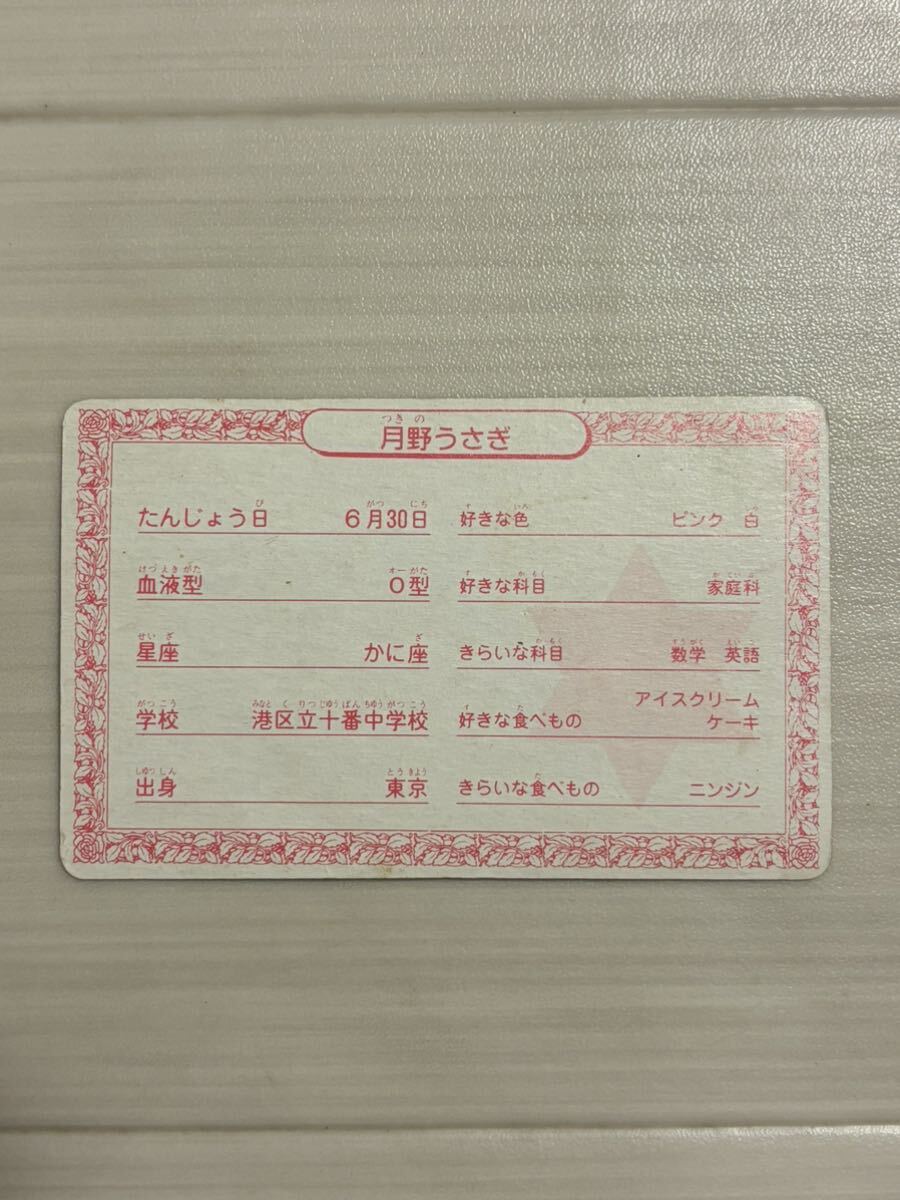 月野うさぎ
たんじょう日 6月30日
血液型 O型
星座 かに座
学校 港区立十番中学校
出身 東京
好きな色 ピンク 白
好きな科目 家庭科
きらいな科目 数学 英語
好きな食べもの アイスクリーム
ケーキ
きらいな食べもの ニンジン